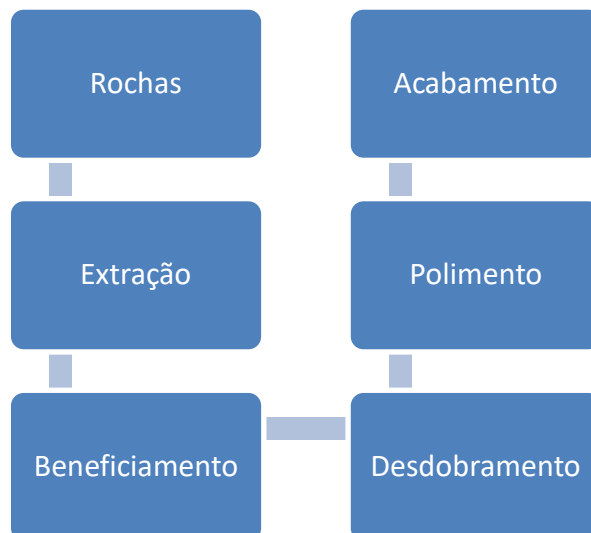 Rochas
Extração
Beneficiamento
Desdobramento
Polimento
Acabamento